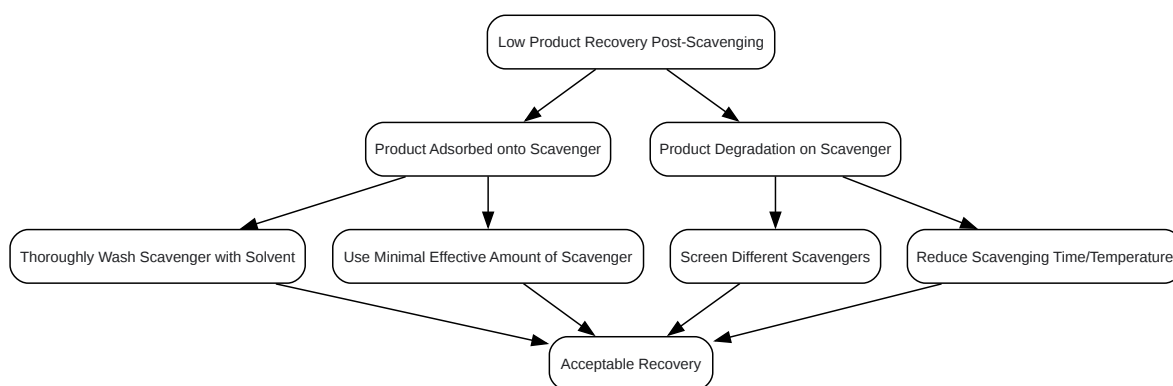 Low Product Recovery Post-Scavenging
Product Adsorbed onto Scavenger
Product Degradation on Scavenger
Thoroughly Wash Scavenger with Solvent
Use Minimal Effective Amount of Scavenger
Screen Different Scavengers
Reduce Scavenging Time/Temperature
Acceptable Recovery